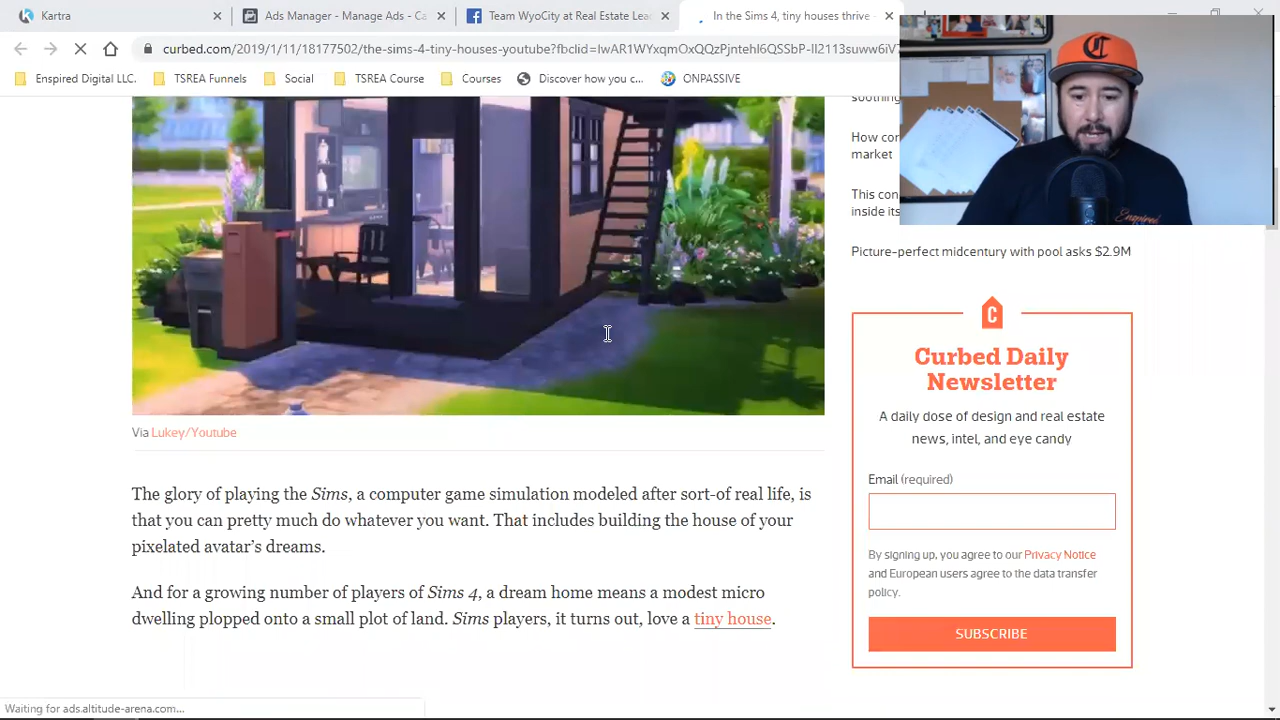 Kartra
Ads Manager - Manage Ads - Ca
Team WyoCity at Real Estate Lea
In the Sims 4, tiny houses thrive -
curbed.com/2019/
02/the-sims-4-tiny-houses-youtube?fbclid=IwAR1WYxqmOxQQzPjntehI6QSSbP-II2113suww6iV
Enspired Digital LLC.
TSREA Funnels
Social
TSREA Course
Courses
Discover how you c...
ONPASSIVE
soothing
How con
market
This con
inside its
Picture-perfect midcentury with pool asks $2.9M
Via Lukey/Youtube
The glory of playing the Sims, a computer game simulation modeled after sort-of real life, is
that you can pretty much do whatever you want. That includes building the house of your
pixelated avatar’s dreams.
And for a growing number of players of Sims 4, a dream home means a modest micro
dwelling plopped onto a small plot of land. Sims players, it turns out, love a tiny house.
C
Curbed Daily
Newsletter
A daily dose of design and real estate
news, intel, and eye candy
Email (required)
By signing up, you agree to our Privacy Notice
and European users agree to the data transfer
policy.
SUBSCRIBE
Waiting for ads.altitude-arena.com...
Enspired